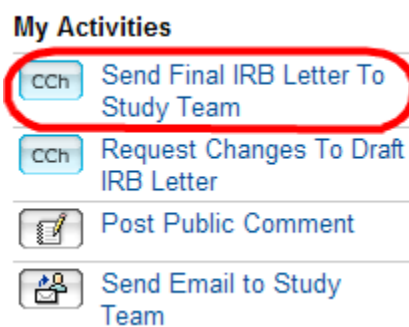 My Activities
CCh Send Final IRB Letter To
Study Team
CCh Request Changes To Draft
IRB Letter
Post Public Comment
Send Email to Study
Team